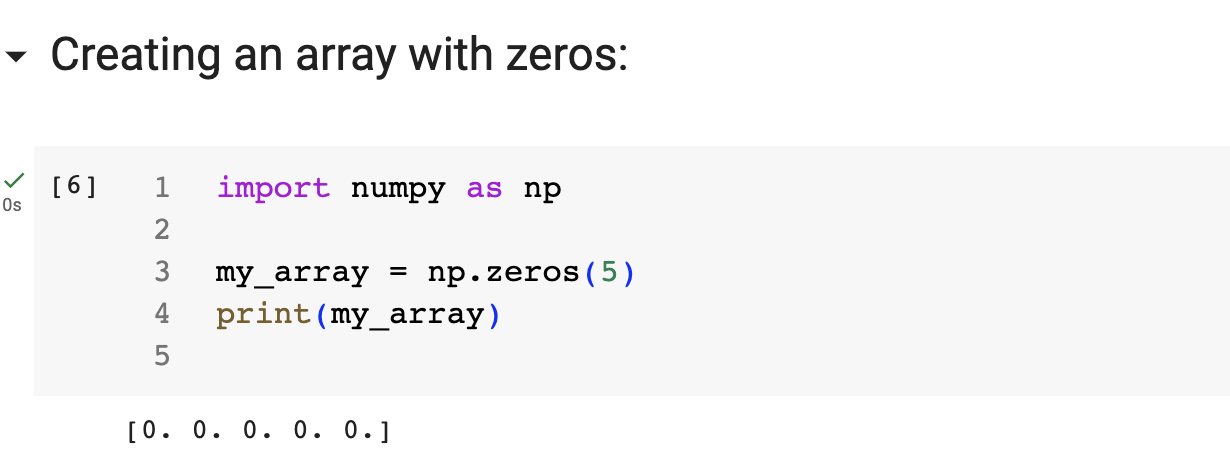 Creating an array with zeros:
[6] 1 import numpy as np
0s 2
3 my_array = np.zeros(5)
4 print(my_array)
5
[0. 0. 0. 0. 0.]